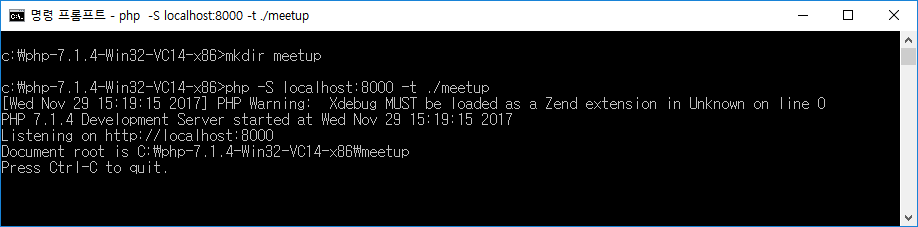 명령 프롬프트 - php  -S localhost:8000 -t ./meetup
c:\php-7.1.4-Win32-VC14-x86>mkdir meetup
c:\php-7.1.4-Win32-VC14-x86>php -S localhost:8000 -t ./meetup
[Wed Nov 29 15:19:15 2017] PHP Warning:  Xdebug MUST be loaded as a Zend extension in Unknown on line 0
PHP 7.1.4 Development Server started at Wed Nov 29 15:19:15 2017
Listening on http://localhost:8000
Document root is C:₩php-7.1.4-Win32-VC14-x86₩meetup
Press Ctrl-C to quit.